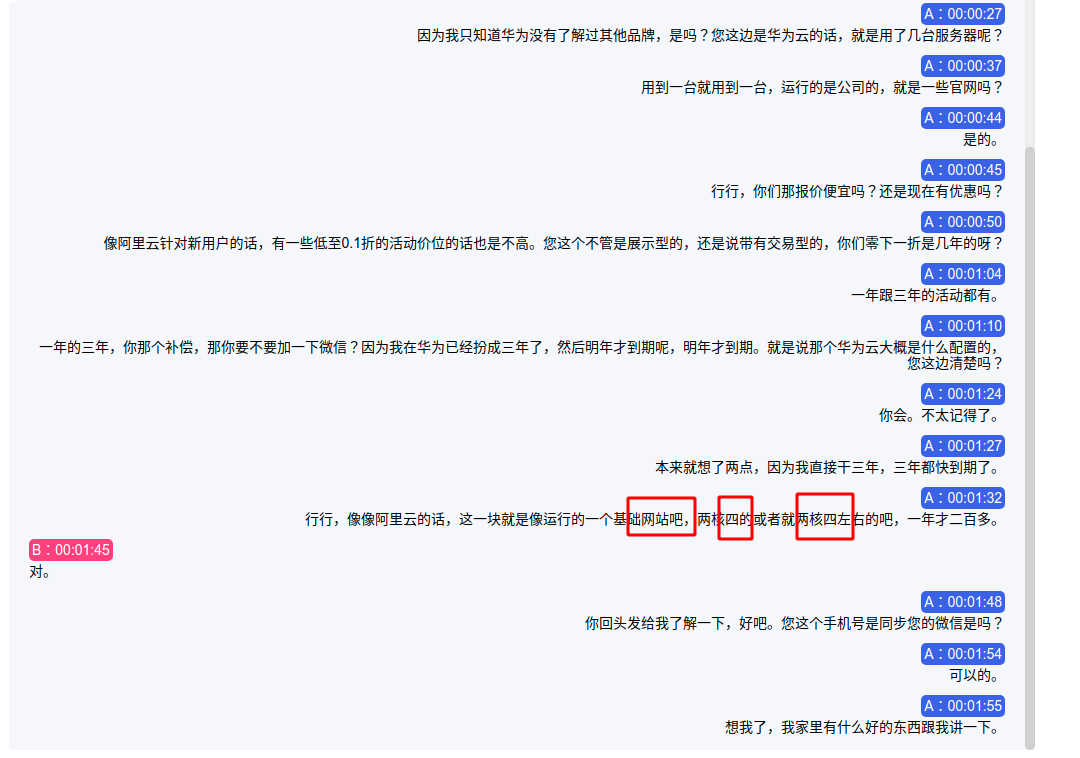 A：00:00:27
因为我只知道华为没有了解过其他品牌，是吗？您这边是华为云的话，就是用了几台服务器呢？
A：00:00:37
用到一台就用到一台，运行的是公司的，就是一些官网吗？
A：00:00:44
是的。
A：00:00:45
行行，你们那报价便宜吗？还是现在有优惠吗？
A：00:00:50
像阿里云针对新用户的话，有一些低至0.1折的活动价位的话也是不高。您这个不管是展示型的，还是说带有交易型的，你们零下一折是几年的呀？
A：00:01:04
一年跟三年的活动都有。
A：00:01:10
一年的三年，你那个补偿，那你要不要加一下微信？因为我在华为已经扮成三年了，然后明年才到期呢，明年才到期。就是说那个华为云大概是什么配置的，
您这边清楚吗？
A：00:01:24
你会。不太记得了。
A：00:01:27
本来就想了两点，因为我直接干三年，三年都快到期了。
A：00:01:32
行行，像像阿里云的话，这一块就是像运行的一个基础网站吧，两核四的或者就两核四左右的吧，一年才二百多。
B：00:01:45
对。
A：00:01:48
你回头发给我了解一下，好吧。您这个手机号是同步您的微信是吗？
A：00:01:54
可以的。
A：00:01:55
想我了，我家里有什么好的东西跟我讲一下。